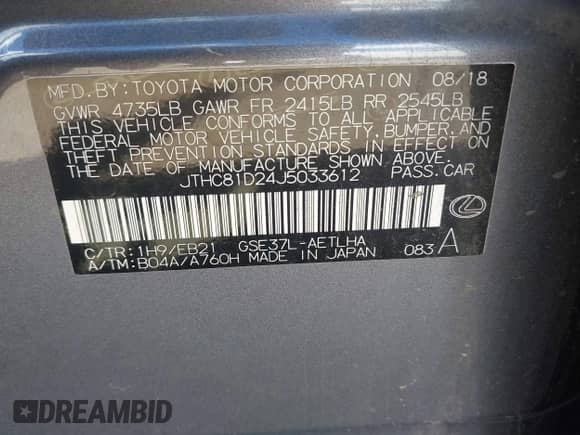 MFD.BY:TOYOTA MOTOR CORPORATION 08/18
GVWR 4735LB GAWR FR 2415LB RR 2545LB
THIS VEHICLE CONFORMS TO ALL APPLICABLE
FEDERAL MOTOR VEHICLE SAFETY,BUMPER,AND
THEFT PREVENTION STANDARDS IN EFFECT ON
THE DATE OF MANUFACTURE SHOWN ABOVE.
JTHC81D24J5033612 PASS.CAR
C/TR:1H9/EB21 GSE37L-AETLHA
A/TM:B04A/A760H MADE IN JAPAN 083 A
DREAMBID